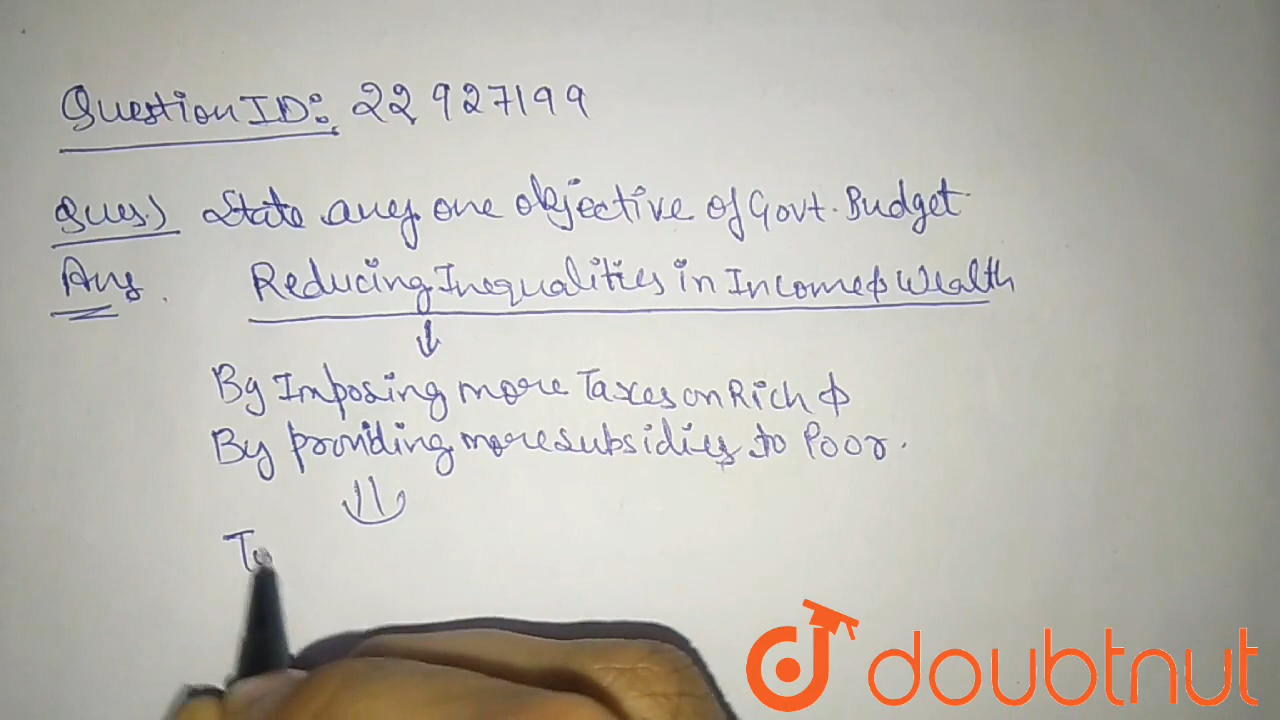 Question ID: 22927199
Ques.) State any one objective of Govt. Budget
Ans. Reducing Inequalities in Income & Wealth
By Imposing more Taxes on Rich &
By providing more subsidies to Poor.
To
doubtnut